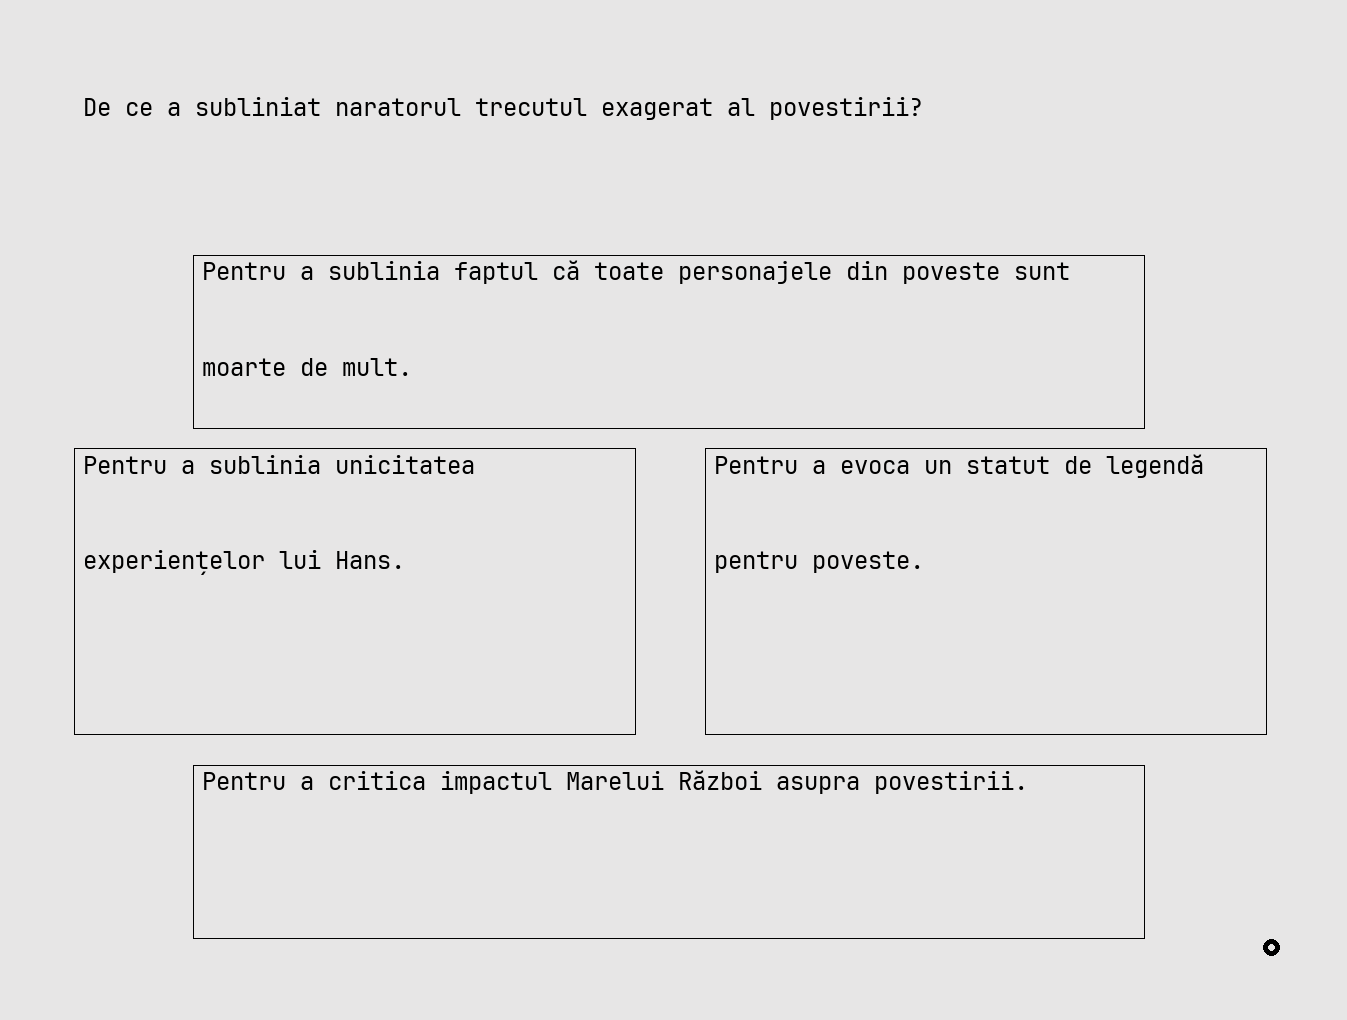 De ce a subliniat naratorul trecutul exagerat al povestirii?
Pentru a sublinia faptul că toate personajele din poveste sunt
moarte de mult.
Pentru a sublinia unicitatea
experiențelor lui Hans.
Pentru a evoca un statut de legendă
pentru poveste.
Pentru a critica impactul Marelui Război asupra povestirii.